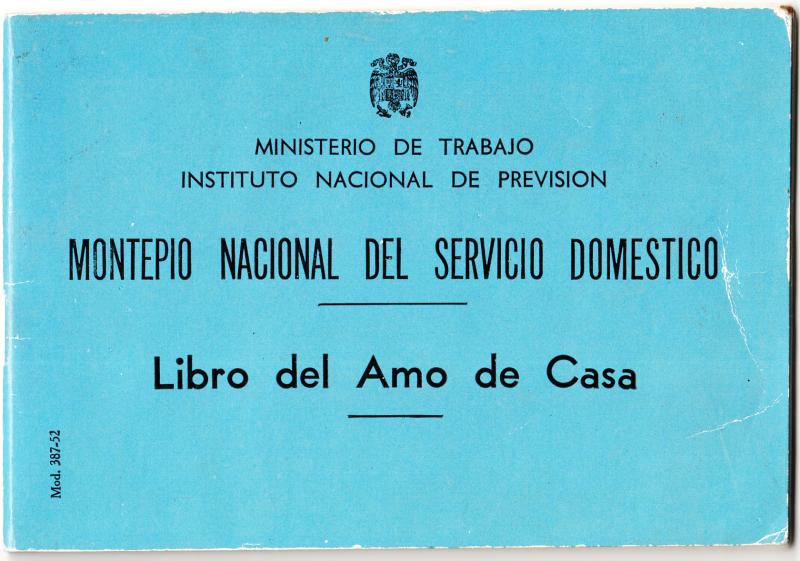 MINISTERIO DE TRABAJO
INSTITUTO NACIONAL DE PREVISION
MONTEPIO NACIONAL DEL SERVICIO DOMESTICO
Libro del Amo de Casa
Mod. 387-52